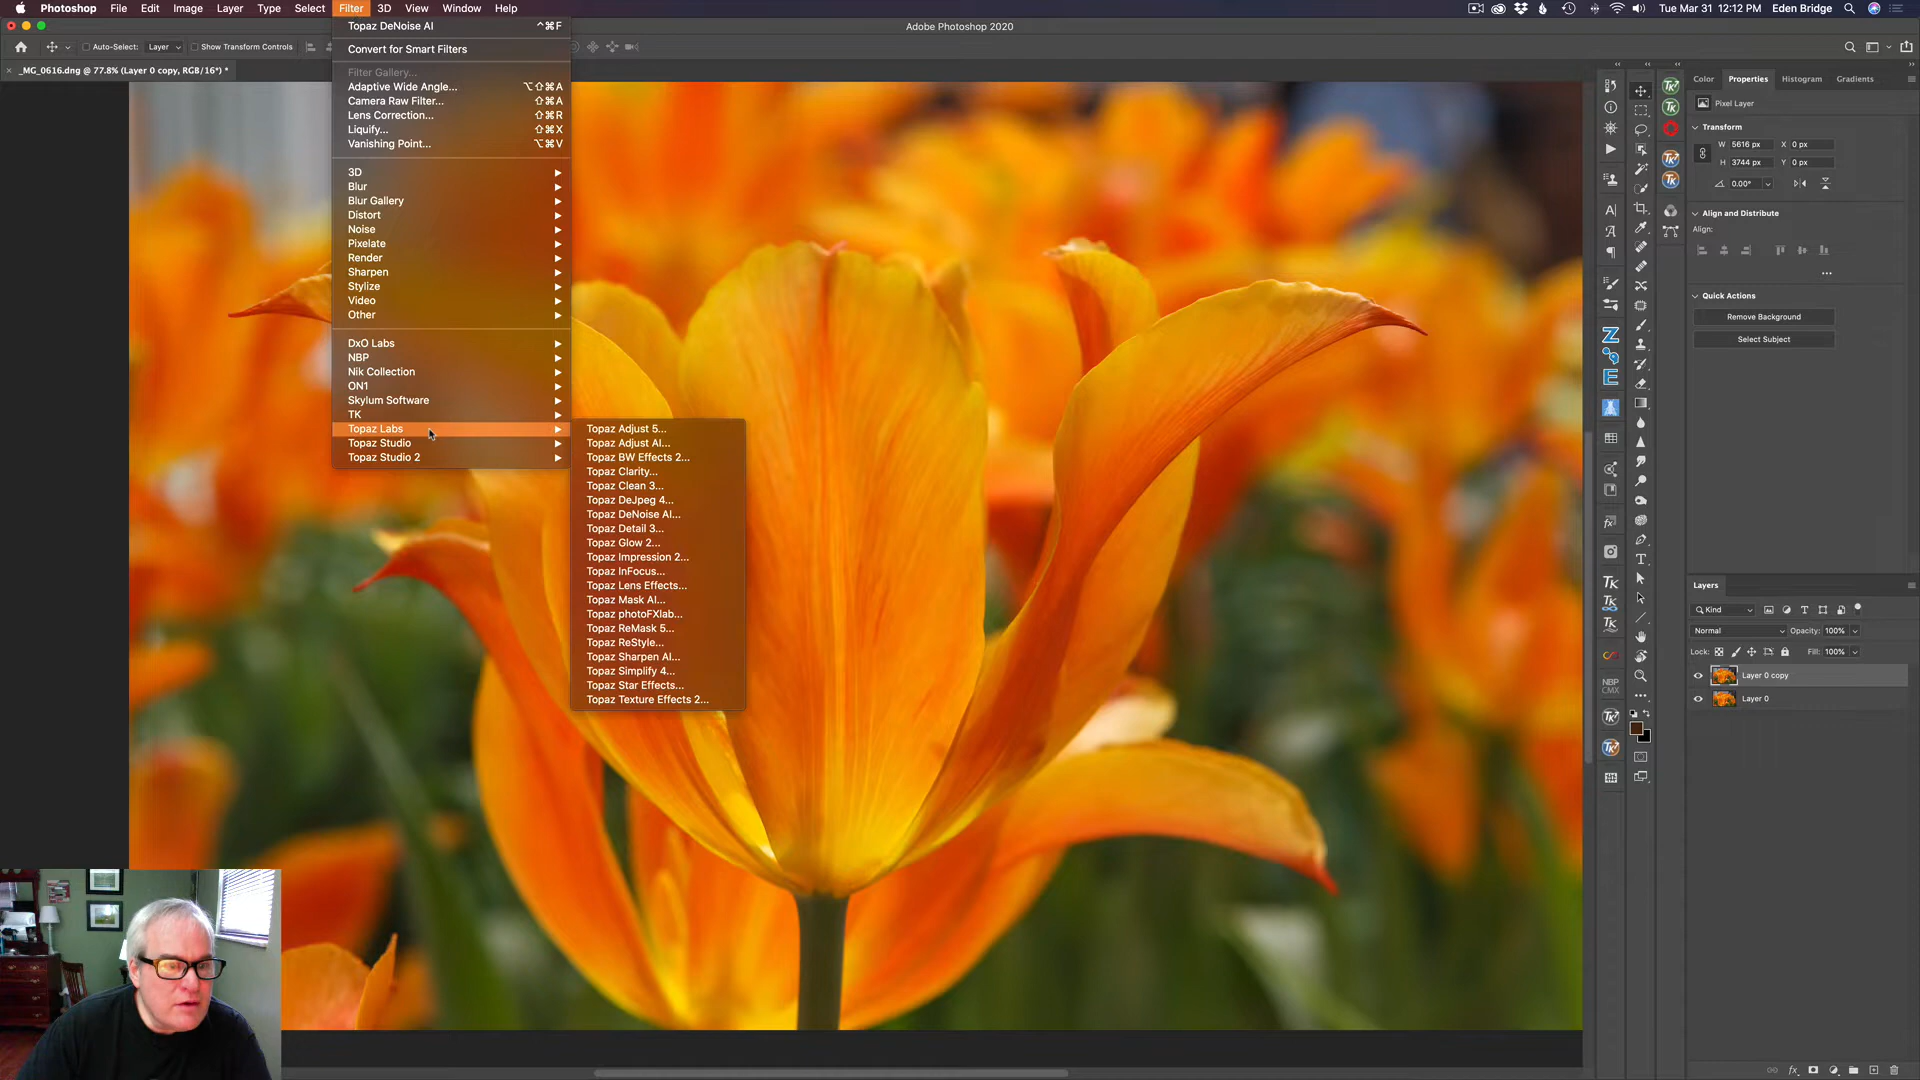 Photoshop File Edit Image Layer Type Select Filter 3D View Window Help
Tue Mar 31 12:12 PM Eden Bridge
Adobe Photoshop 2020
Auto-Select: Layer Show Transform Controls
_MG_0616.dng @ 77.8% (Layer 0 copy, RGB/16*) *
Topaz DeNoise AI ^⌘F
Convert for Smart Filters
Filter Gallery...
Adaptive Wide Angle... ⌥⇧⌘A
Camera Raw Filter... ⇧⌘A
Lens Correction... ⇧⌘R
Liquify... ⇧⌘X
Vanishing Point... ⌥⌘V
3D
Blur
Blur Gallery
Distort
Noise
Pixelate
Render
Sharpen
Stylize
Video
Other
DxO Labs
NBP
Nik Collection
ON1
Skylum Software
TK
Topaz Labs
Topaz Studio
Topaz Studio 2
Topaz Adjust 5...
Topaz Adjust AI...
Topaz BW Effects 2...
Topaz Clarity...
Topaz Clean 3...
Topaz DeJpeg 4...
Topaz DeNoise AI...
Topaz Detail 3...
Topaz Glow 2...
Topaz Impression 2...
Topaz InFocus...
Topaz Lens Effects...
Topaz Mask AI...
Topaz photoFXlab...
Topaz ReMask 5...
Topaz ReStyle...
Topaz Sharpen AI...
Topaz Simplify 4...
Topaz Star Effects...
Topaz Texture Effects 2...
Color Properties Histogram Gradients
Pixel Layer
Transform
W 5616 px X 0 px
H 3744 px Y 0 px
0.00°
Align and Distribute
Align:
Quick Actions
Remove Background
Select Subject
Layers
Kind
Normal Opacity: 100%
Lock: Fill: 100%
Layer 0 copy
Layer 0
NBP
CMX